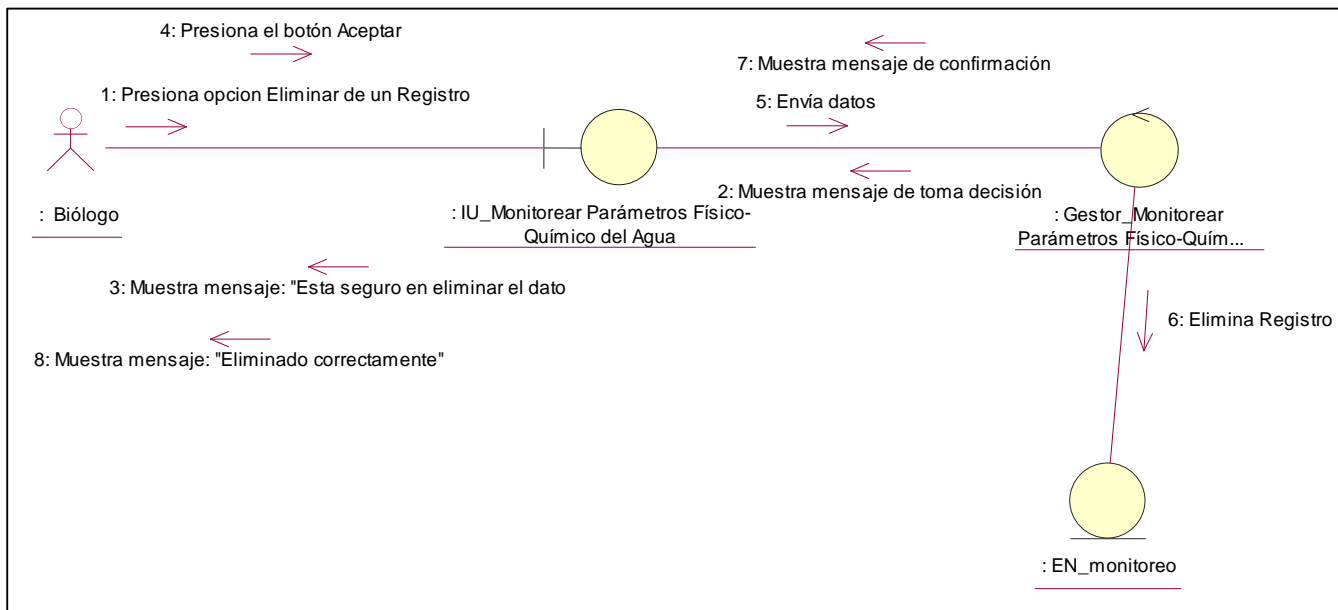 4: Presiona el botón Aceptar
7: Muestra mensaje de confirmación
1: Presiona opcion Eliminar de un Registro
5: Envía datos
2: Muestra mensaje de toma decisión
: Biólogo
: IU_Monitorear Parámetros Físico-
Químico del Agua
: Gestor_Monitorear
Parámetros Físico-Quím...
3: Muestra mensaje: "Esta seguro en eliminar el dato
6: Elimina Registro
8: Muestra mensaje: "Eliminado correctamente"
: EN_monitoreo